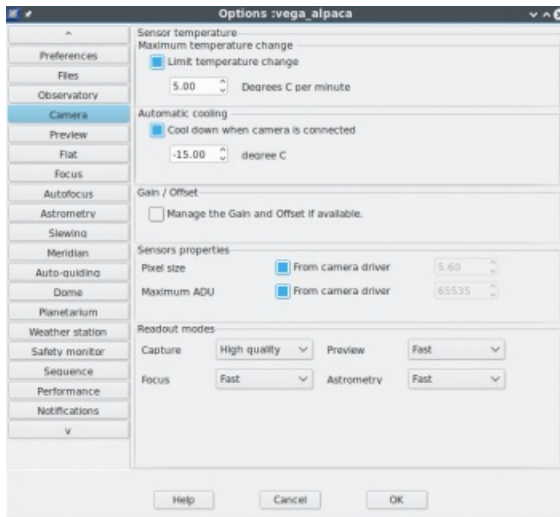 Options :vega_alpaca
^
Preferences
Files
Observatory
Camera
Preview
Flat
Focus
Autofocus
Astrometry
Slewing
Meridian
Auto-guiding
Dome
Planetarium
Weather station
Safety monitor
Sequence
Performance
Notifications
v
Sensor temperature
Maximum temperature change
Limit temperature change
5.00 Degrees C per minute
Automatic cooling
Cool down when camera is connected
-15.00 degree C
Gain / Offset
Manage the Gain and Offset if available.
Sensors properties
Pixel size From camera driver 5.60
Maximum ADU From camera driver 65535
Readout modes
Capture High quality Preview Fast
Focus Fast Astrometry Fast
Help Cancel OK